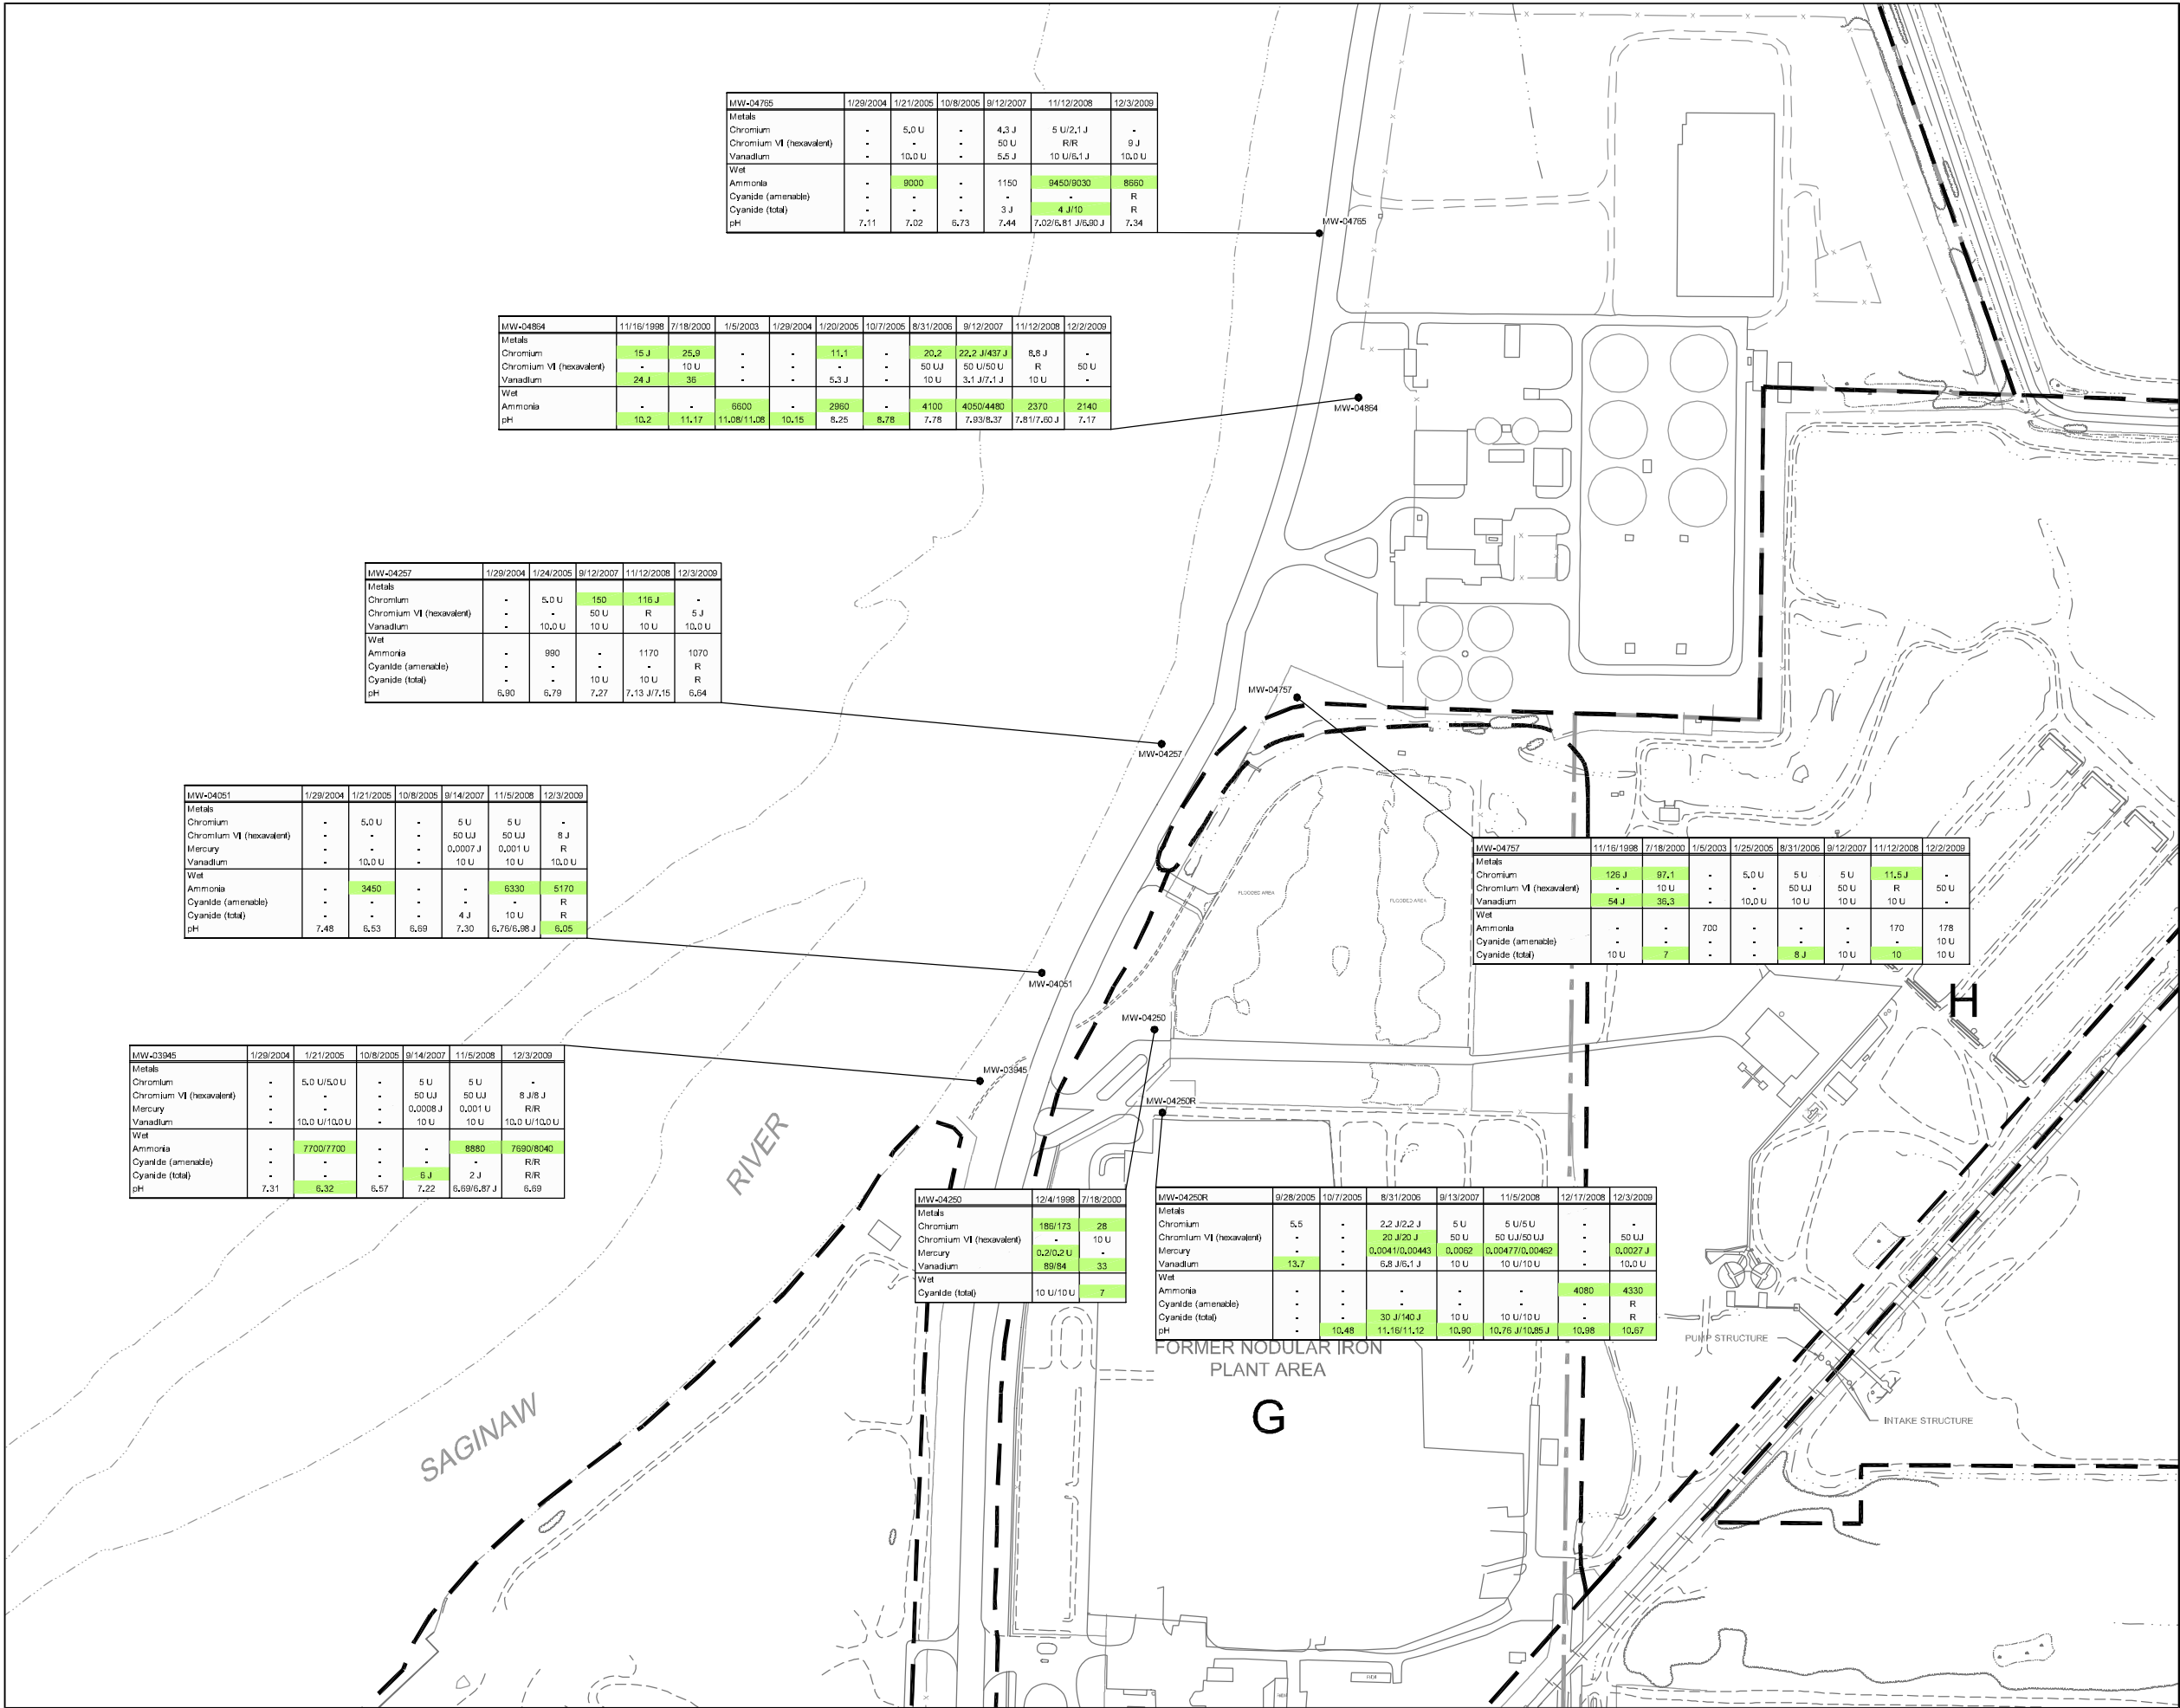 MW-04765 1/29/2004 1/21/2005 10/8/2005 9/12/2007 11/12/2008 12/3/2009
Metals
Chromium - 5.0 U - 4.3 J 5 U/2.1 J -
Chromium VI (hexavalent) - - - 50 U R/R 9 J
Vanadium - 10.0 U - 5.5 J 10 U/6.1 J 10.0 U
Wet
Ammonia - 9000 - 1150 9450/9030 8660
Cyanide (amenable) - - - - - R
Cyanide (total) - - - 3 J 4 J/10 R
pH 7.11 7.02 6.73 7.44 7.02/6.81 J/6.90 J 7.34
MW-04765
MW-04864 11/16/1998 7/18/2000 1/5/2003 1/29/2004 1/20/2005 10/7/2005 8/31/2006 9/12/2007 11/12/2008 12/2/2009
Metals
Chromium 15 J 25.9 - - 11.1 - 20.2 22.2 J/437 J 8.8 J -
Chromium VI (hexavalent) - 10 U - - - - 50 UJ 50 U/50 U R 50 U
Vanadium 24 J 36 - - 5.3 J - 10 U 3.1 J/7.1 J 10 U -
Wet
Ammonia - - 6600 - 2960 - 4100 4050/4480 2370 2140
pH 10.2 11.17 11.08/11.08 10.15 8.25 8.78 7.78 7.93/8.37 7.81/7.60 J 7.17
MW-04864
MW-04257 1/29/2004 1/24/2005 9/12/2007 11/12/2008 12/3/2009
Metals
Chromium - 5.0 U 150 116 J -
Chromium VI (hexavalent) - - 50 U R 5 J
Vanadium - 10.0 U 10 U 10 U 10.0 U
Wet
Ammonia - 990 - 1170 1070
Cyanide (amenable) - - - - R
Cyanide (total) - - 10 U 10 U R
pH 6.90 6.79 7.27 7.13 J/7.15 6.64
MW-04757
MW-04257
MW-04051 1/29/2004 1/21/2005 10/8/2005 9/14/2007 11/5/2008 12/3/2009
Metals
Chromium - 5.0 U - 5 U 5 U -
Chromium VI (hexavalent) - - - 50 UJ 50 UJ 8 J
Mercury - - - 0.0007 J 0.001 U R
Vanadium - 10.0 U - 10 U 10 U 10.0 U
Wet
Ammonia - 3450 - - 6330 5170
Cyanide (amenable) - - - - - R
Cyanide (total) - - - 4 J 10 U R
pH 7.48 6.53 6.69 7.30 6.76/6.98 J 6.05
MW-04757 11/16/1998 7/18/2000 1/5/2003 1/25/2005 8/31/2006 9/12/2007 11/12/2008 12/2/2009
Metals
Chromium 126 J 97.1 - 5.0 U 5 U 5 U 11.5 J -
Chromium VI (hexavalent) - 10 U - - 50 UJ 50 U R 50 U
Vanadium 54 J 36.3 - 10.0 U 10 U 10 U 10 U -
Wet
Ammonia - - 700 - - - 170 178
Cyanide (amenable) - - - - - - - 10 U
Cyanide (total) 10 U 7 - - 8 J 10 U 10 10 U
FLOODED AREA
FLOODED AREA
MW-04051
H
MW-04250
MW-03945 1/29/2004 1/21/2005 10/8/2005 9/14/2007 11/5/2008 12/3/2009
Metals
Chromium - 5.0 U/5.0 U - 5 U 5 U -
Chromium VI (hexavalent) - - - 50 UJ 50 UJ 8 J/8 J
Mercury - - - 0.0008 J 0.001 U R/R
Vanadium - 10.0 U/10.0 U - 10 U 10 U 10.0 U/10.0 U
Wet
Ammonia - 7700/7700 - - 8880 7690/8040
Cyanide (amenable) - - - - - R/R
Cyanide (total) - - - 6 J 2 J R/R
pH 7.31 6.32 6.57 7.22 6.69/6.87 J 6.69
MW-03945
MW-04250R
RIVER
MW-04250 12/4/1998 7/18/2000
Metals
Chromium 186/173 28
Chromium VI (hexavalent) - 10 U
Mercury 0.2/0.2 U -
Vanadium 89/84 33
Wet
Cyanide (total) 10 U/10 U 7
MW-04250R 9/28/2005 10/7/2005 8/31/2006 9/13/2007 11/5/2008 12/17/2008 12/3/2009
Metals
Chromium 5.5 - 2.2 J/2.2 J 5 U 5 U/5 U - -
Chromium VI (hexavalent) - - 20 J/20 J 50 U 50 UJ/50 UJ - 50 UJ
Mercury - - 0.0041/0.00443 0.0062 0.00477/0.00462 - 0.0027 J
Vanadium 13.7 - 6.8 J/6.1 J 10 U 10 U/10 U - 10.0 U
Wet
Ammonia - - - - - 4080 4330
Cyanide (amenable) - - - - - - R
Cyanide (total) - - 30 J/140 J 10 U 10 U/10 U - R
pH - 10.48 11.16/11.12 10.90 10.76 J/10.85 J 10.98 10.67
PUMP STRUCTURE
FORMER NODULAR IRON
PLANT AREA
G
INTAKE STRUCTURE
SAGINAW